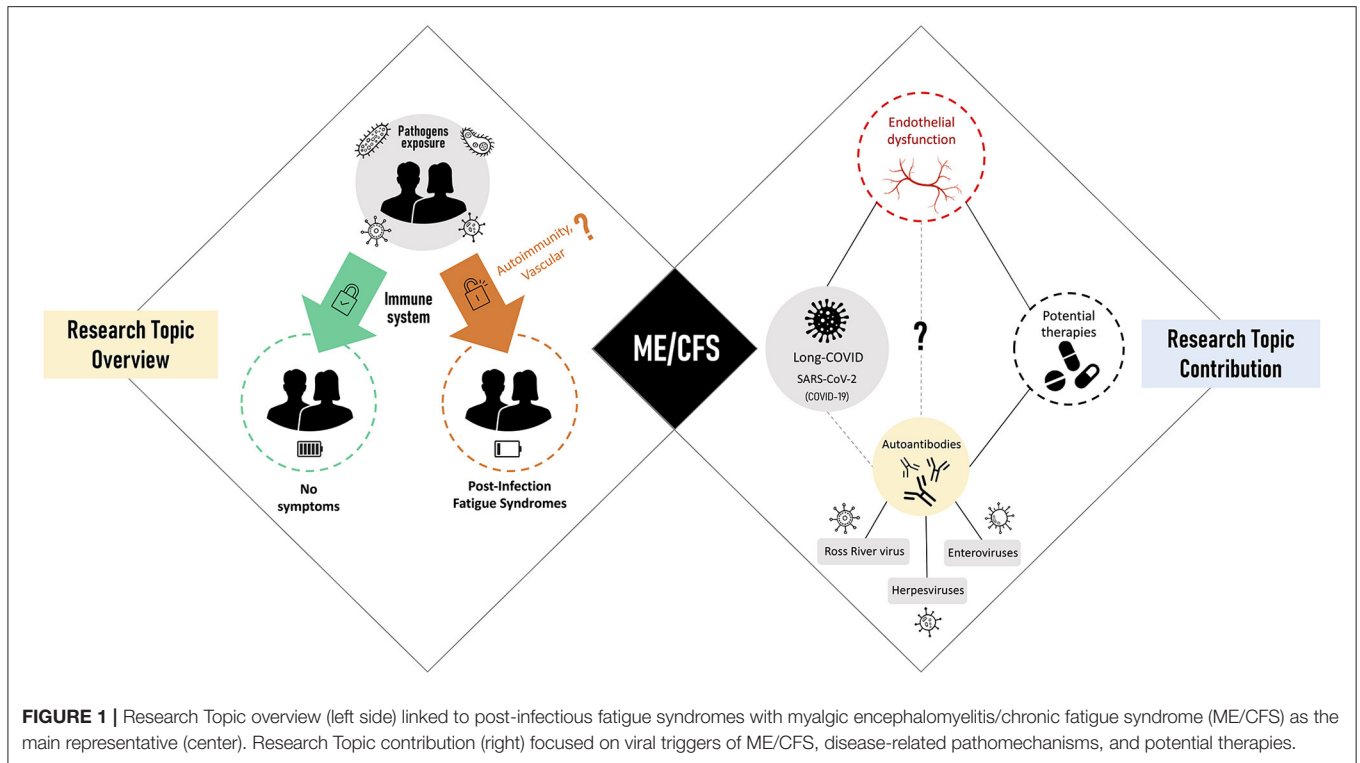 Pathogens
exposure
Autoimmunity,
Vascular
?
Immune
system
Research Topic
Overview
No
symptoms
Post-Infection
Fatigue Syndromes
ME/CFS
Endothelial
dysfunction
Long-COVID
SARS-CoV-2
(COVID-19)
?
Potential
therapies
Research Topic
Contribution
Autoantibodies
Ross River virus
Enteroviruses
Herpesviruses
FIGURE 1 | Research Topic overview (left side) linked to post-infectious fatigue syndromes with myalgic encephalomyelitis/chronic fatigue syndrome (ME/CFS) as the
main representative (center). Research Topic contribution (right) focused on viral triggers of ME/CFS, disease-related pathomechanisms, and potential therapies.